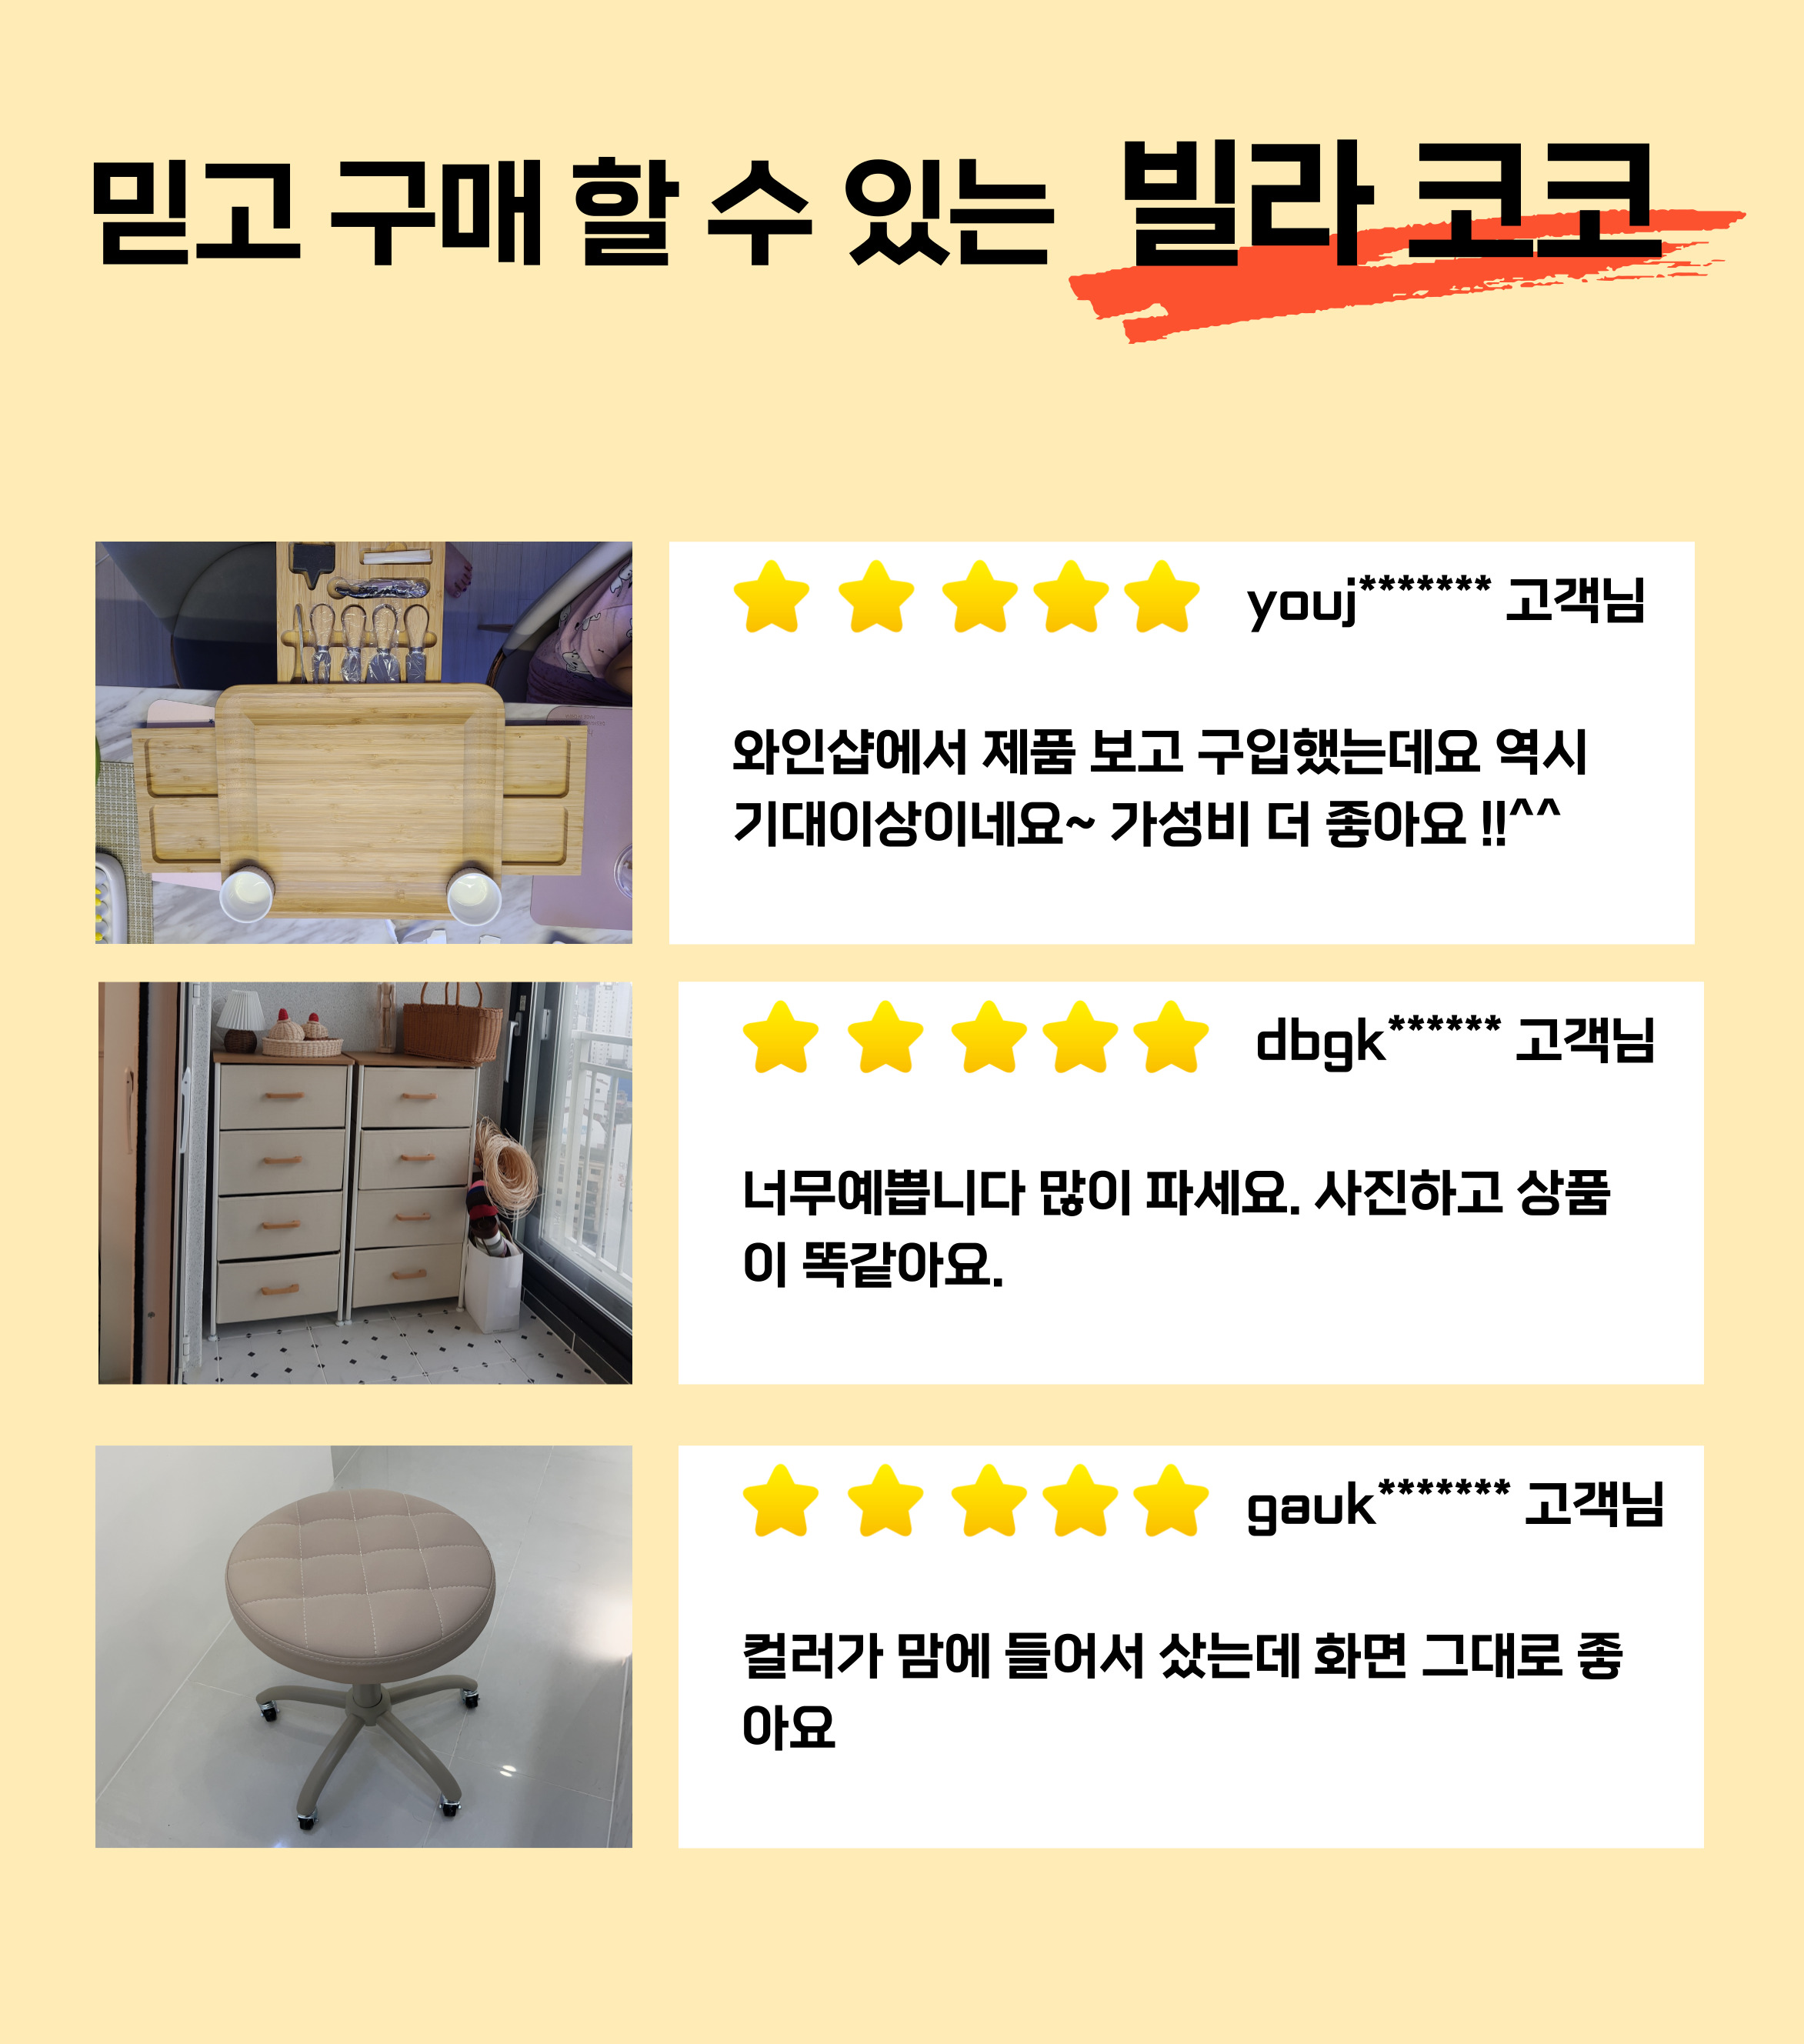 믿고 구매 할 수 있는 빌라 코코
youj******* 고객님
와인샵에서 제품 보고 구입했는데요 역시
기대이상이네요~ 가성비 더 좋아요 !!^^
dbgk****** 고객님
너무예쁩니다 많이 파세요. 사진하고 상품
이 똑같아요.
gauk******* 고객님
컬러가 맘에 들어서 샀는데 화면 그대로 좋
아요